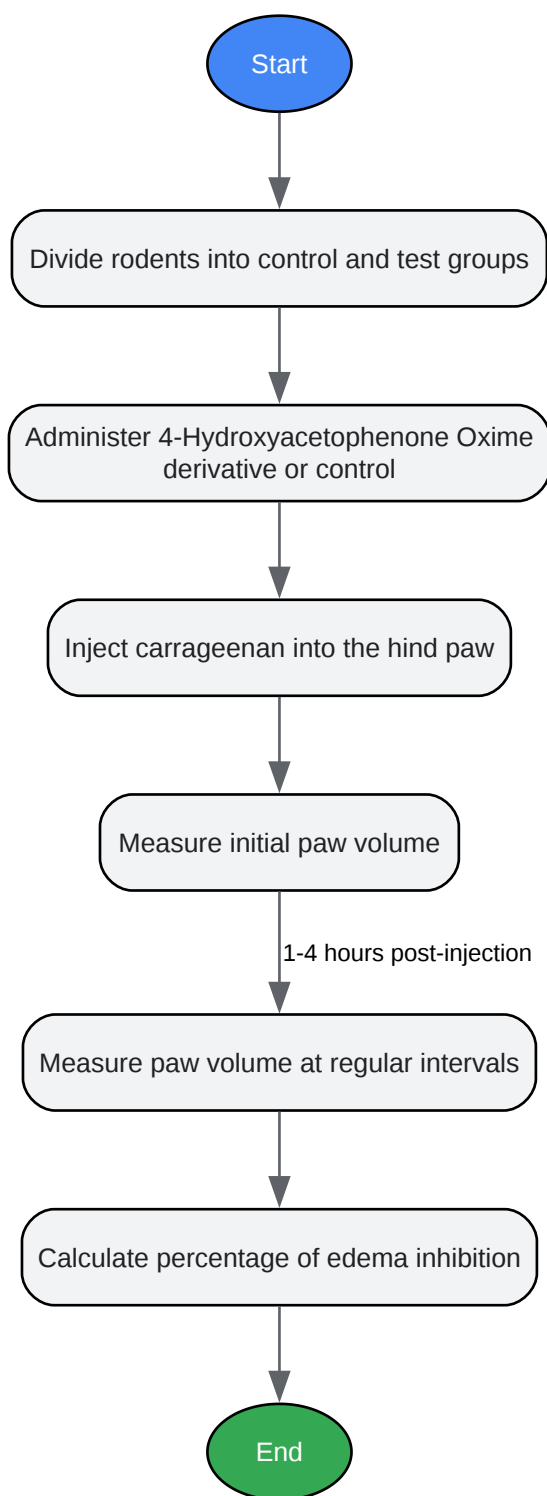 Start
Divide rodents into control and test groups
Administer 4-Hydroxyacetophenone Oxime
derivative or control
Inject carrageenan into the hind paw
Measure initial paw volume
1-4 hours post-injection
Measure paw volume at regular intervals
Calculate percentage of edema inhibition
End